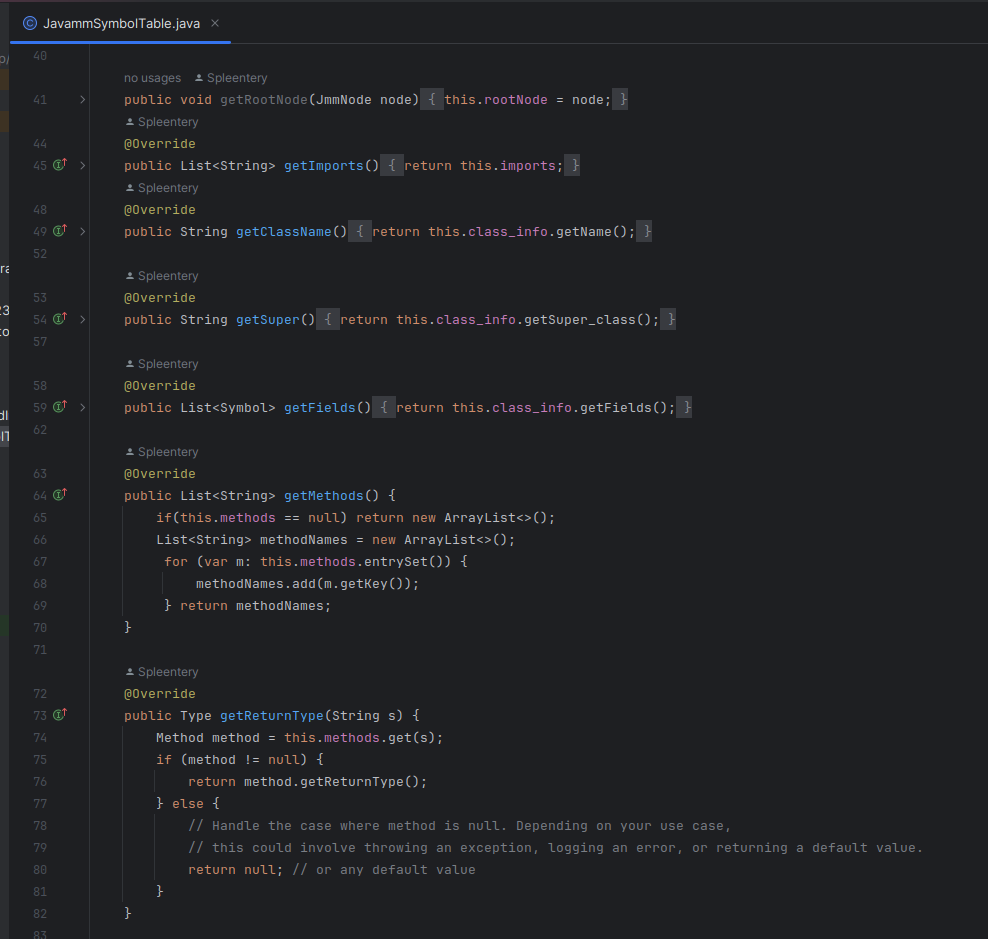 JavammSymbolTable.java
40
no usages Spleentery
41 public void getRootNode(JmmNode node) { this.rootNode = node; }
Spleentery
44 @Override
45 public List<String> getImports() { return this.imports; }
Spleentery
48 @Override
49 public String getClassName() { return this.class_info.getName(); }
52
Spleentery
53 @Override
54 public String getSuper() { return this.class_info.getSuper_class(); }
57
Spleentery
58 @Override
59 public List<Symbol> getFields() { return this.class_info.getFields(); }
62
Spleentery
63 @Override
64 public List<String> getMethods() {
65 if(this.methods == null) return new ArrayList<>();
66 List<String> methodNames = new ArrayList<>();
67 for (var m: this.methods.entrySet()) {
68 methodNames.add(m.getKey());
69 } return methodNames;
70 }
71
Spleentery
72 @Override
73 public Type getReturnType(String s) {
74 Method method = this.methods.get(s);
75 if (method != null) {
76 return method.getReturnType();
77 } else {
78 // Handle the case where method is null. Depending on your use case,
79 // this could involve throwing an exception, logging an error, or returning a default value.
80 return null; // or any default value
81 }
82 }
83